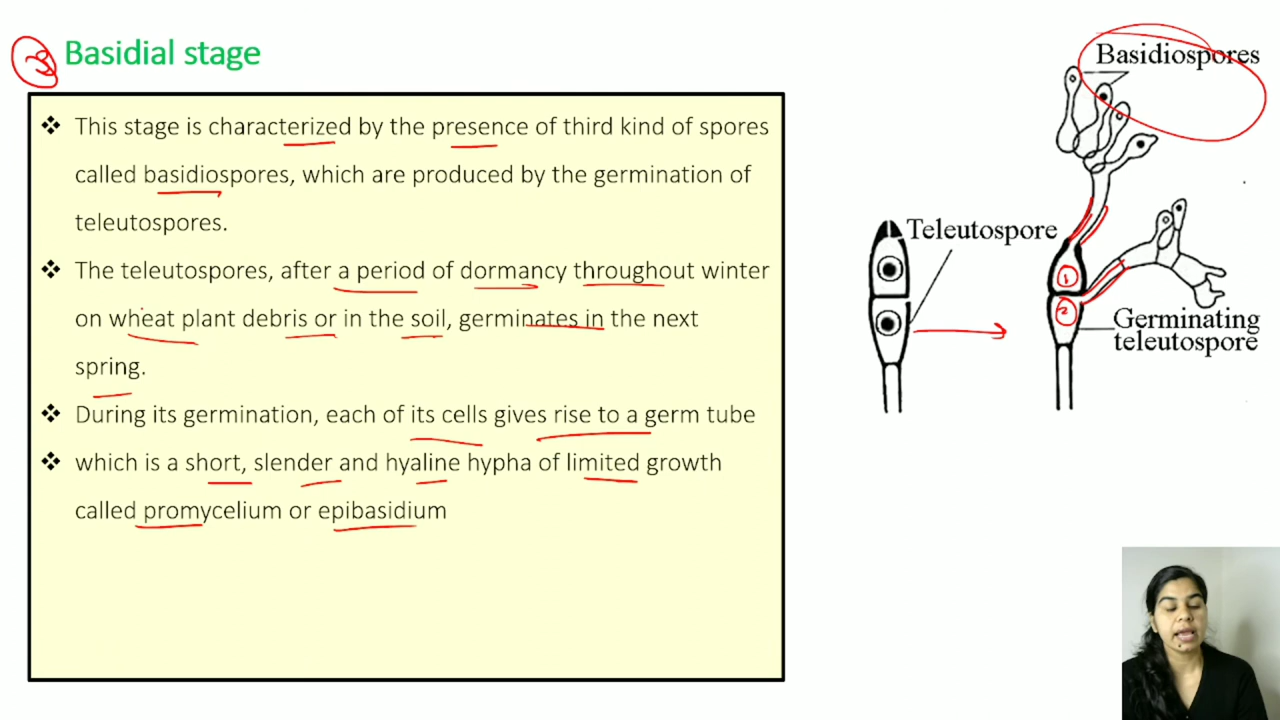 3 Basidial stage
❖ This stage is characterized by the presence of third kind of spores
called basidiospores, which are produced by the germination of
teleutospores.
❖ The teleutospores, after a period of dormancy throughout winter
on wheat plant debris or in the soil, germinates in the next
spring.
❖ During its germination, each of its cells gives rise to a germ tube
❖ which is a short, slender and hyaline hypha of limited growth
called promycelium or epibasidium
Basidiospores
Teleutospore
1
2
Germinating
teleutospore